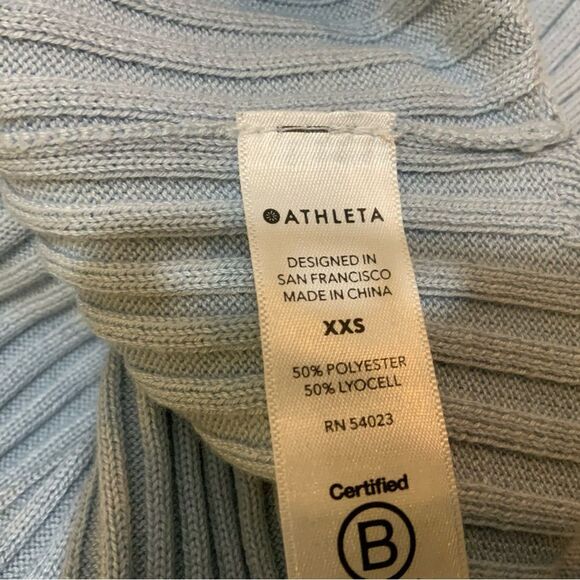 ATHLETA
DESIGNED IN
SAN FRANCISCO
MADE IN CHINA
XXS
50% POLYESTER
50% LYOCELL
RN 54023
Certified
B